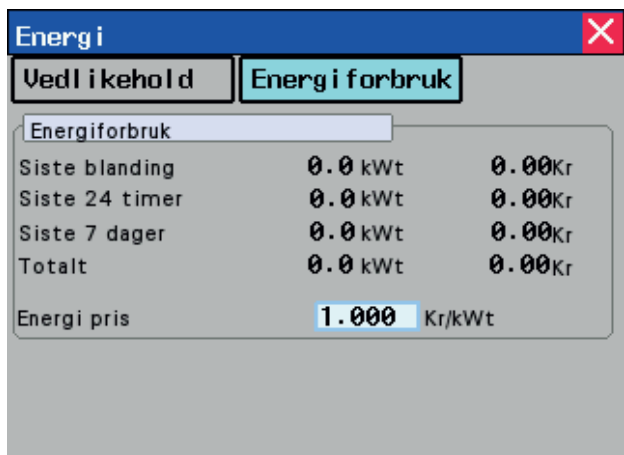 Energi
Vedlikehold Energiforbruk
Energiforbruk
Siste blanding 0.0 kWt 0.00Kr
Siste 24 timer 0.0 kWt 0.00Kr
Siste 7 dager 0.0 kWt 0.00Kr
Totalt 0.0 kWt 0.00Kr
Energi pris 1.000 Kr/kWt